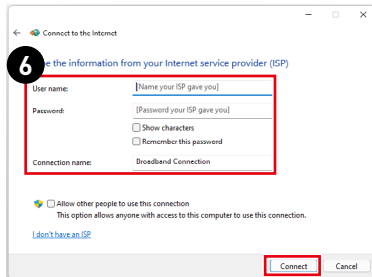 Connect to the Internet
6
the information from your Internet service provider (ISP)
User name: [Name your ISP gave you]
Password: [Password your ISP gave you]
Show characters
Remember this password
Connection name: Broadband Connection
Allow other people to use this connection
This option allows anyone with access to this computer to use this connection.
I don't have an ISP
Connect Cancel